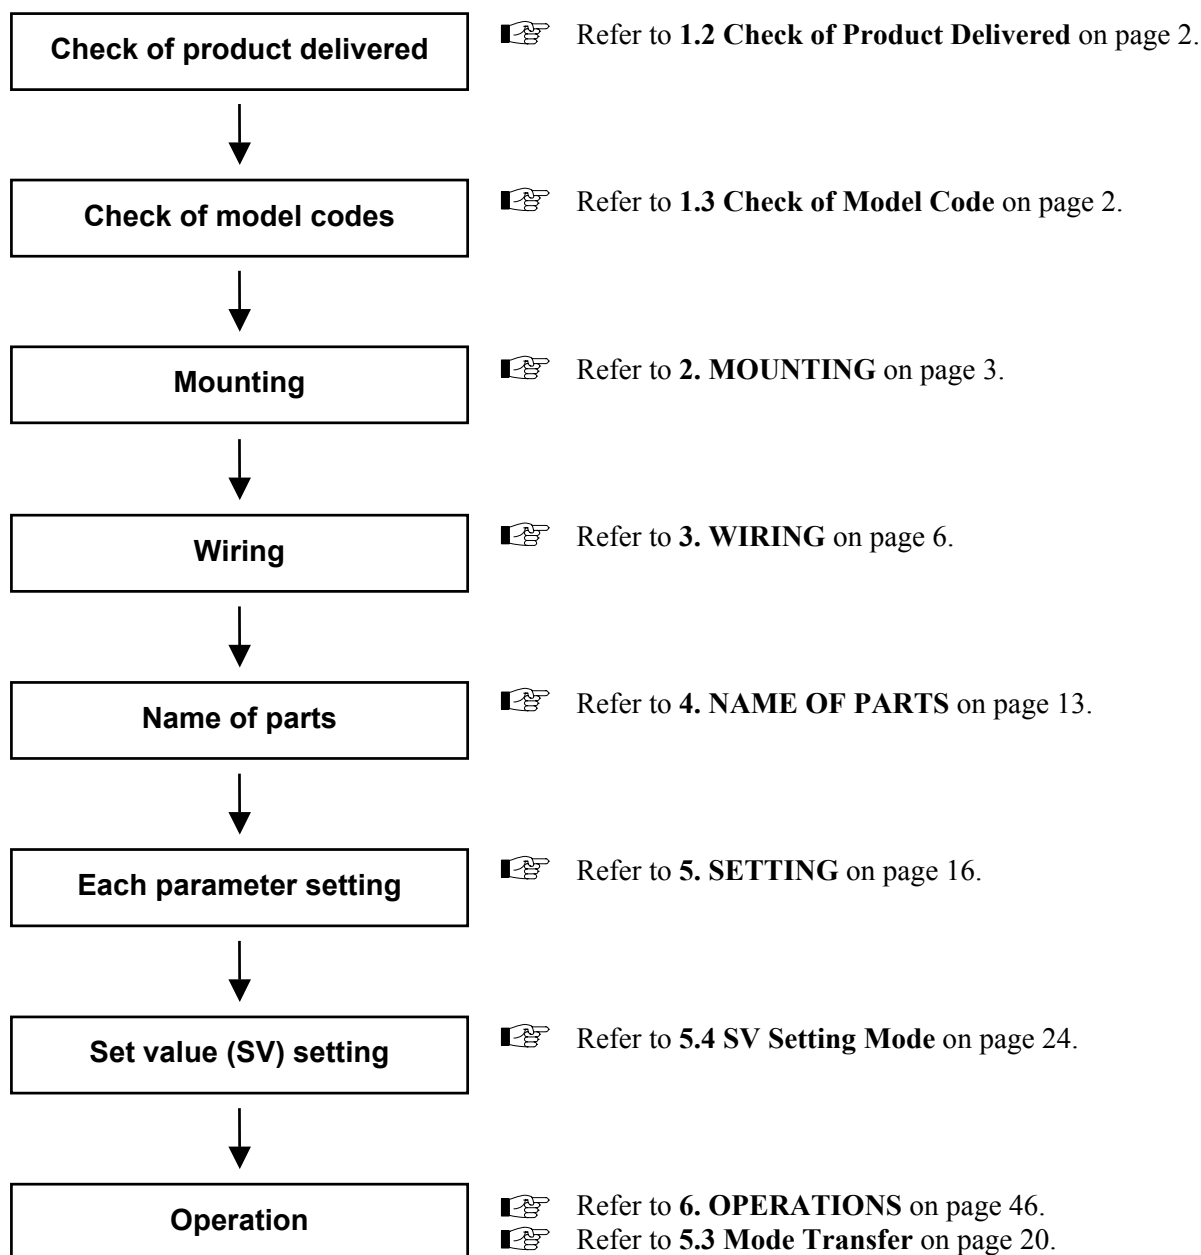 Check of product delivered
Refer to 1.2 Check of Product Delivered on page 2.
Check of model codes
Refer to 1.3 Check of Model Code on page 2.
Mounting
Refer to 2. MOUNTING on page 3.
Wiring
Refer to 3. WIRING on page 6.
Name of parts
Refer to 4. NAME OF PARTS on page 13.
Each parameter setting
Refer to 5. SETTING on page 16.
Set value (SV) setting
Refer to 5.4 SV Setting Mode on page 24.
Operation
Refer to 6. OPERATIONS on page 46.
Refer to 5.3 Mode Transfer on page 20.